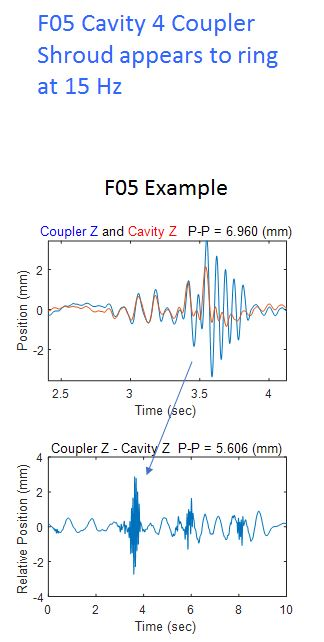 F05 Cavity 4 Coupler
Shroud appears to ring
at 15 Hz
F05 Example
Coupler Z and Cavity Z P-P = 6.960 (mm)
Position (mm)
2
0
-2
2.5 3 3.5 4
Time (sec)
Coupler Z - Cavity Z P-P = 5.606 (mm)
Relative Position (mm)
4
2
0
-2
-4
0 2 4 6 8 10
Time (sec)